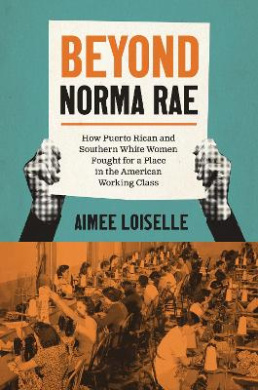 BEYOND
NORMA RAE
How Puerto Rican and
Southern White Women
Fought for a Place
in the American
Working Class
AIMEE LOISELLE